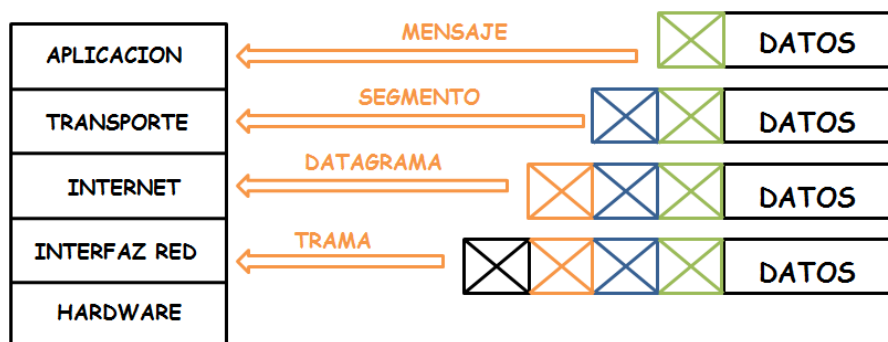 APLICACION
MENSAJE
DATOS
TRANSPORTE
SEGMENTO
DATOS
INTERNET
DATAGRAMA
DATOS
INTERFAZ RED
TRAMA
DATOS
HARDWARE